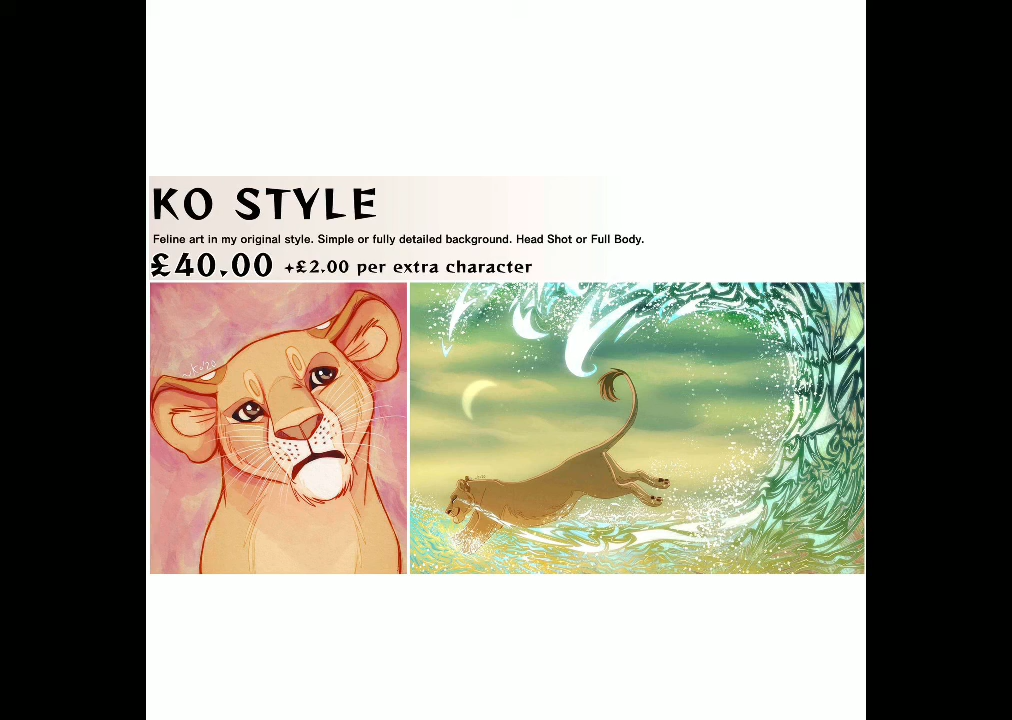 KO STYLE
Feline art in my original style. Simple or fully detailed background. Head Shot or Full Body.
£40.00 +£2.00 per extra character